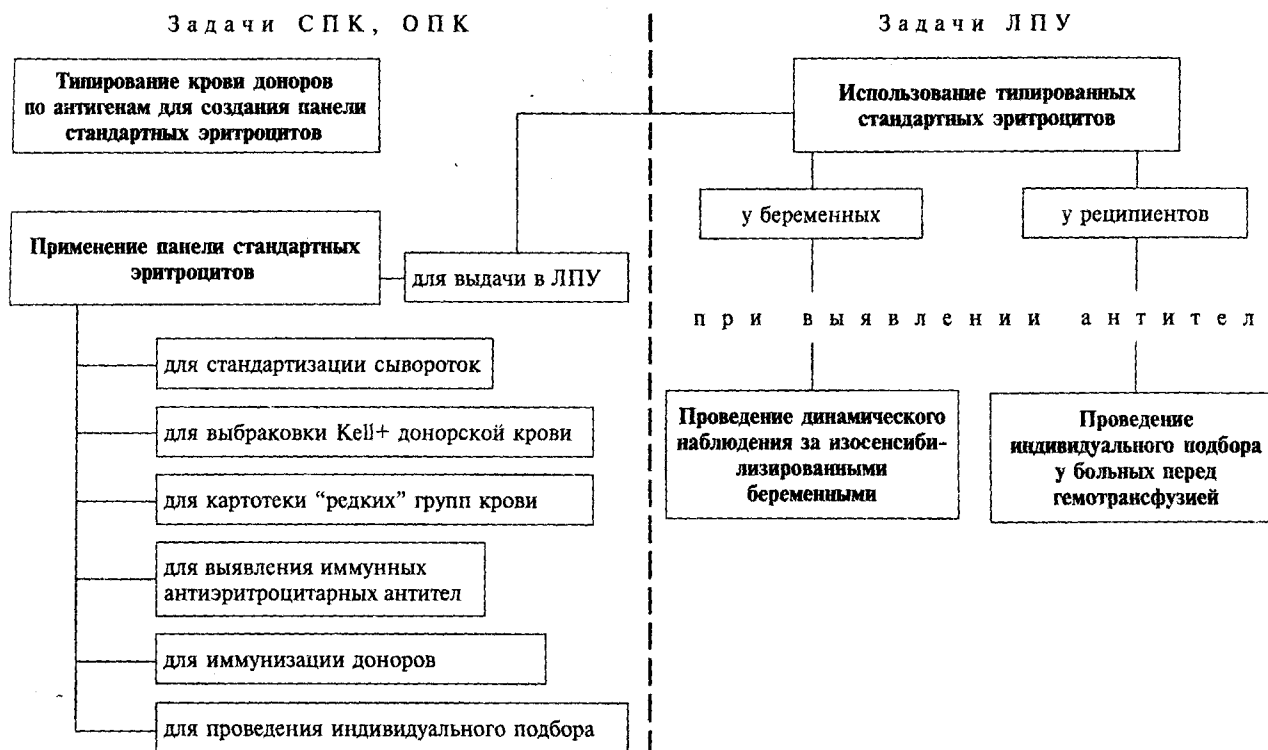 Задачи СПК, ОПК
Типирование крови доноров
по антигенам для создания панели
стандартных эритроцитов
Применение панели стандартных
эритроцитов
для выдачи в ЛПУ
для стандартизации сывороток
для выбраковки Kell+ донорской крови
для картотеки “редких” групп крови
для выявления иммунных
антиэритроцитарных антител
для иммунизации доноров
для проведения индивидуального подбора
Задачи ЛПУ
Использование типированных
стандартных эритроцитов
у беременных
у реципиентов
при выявлении антител
Проведение динамического
наблюдения за изосенсиби-
лизированными
беременными
Проведение
индивидуального подбора
у больных перед
гемотрансфузией